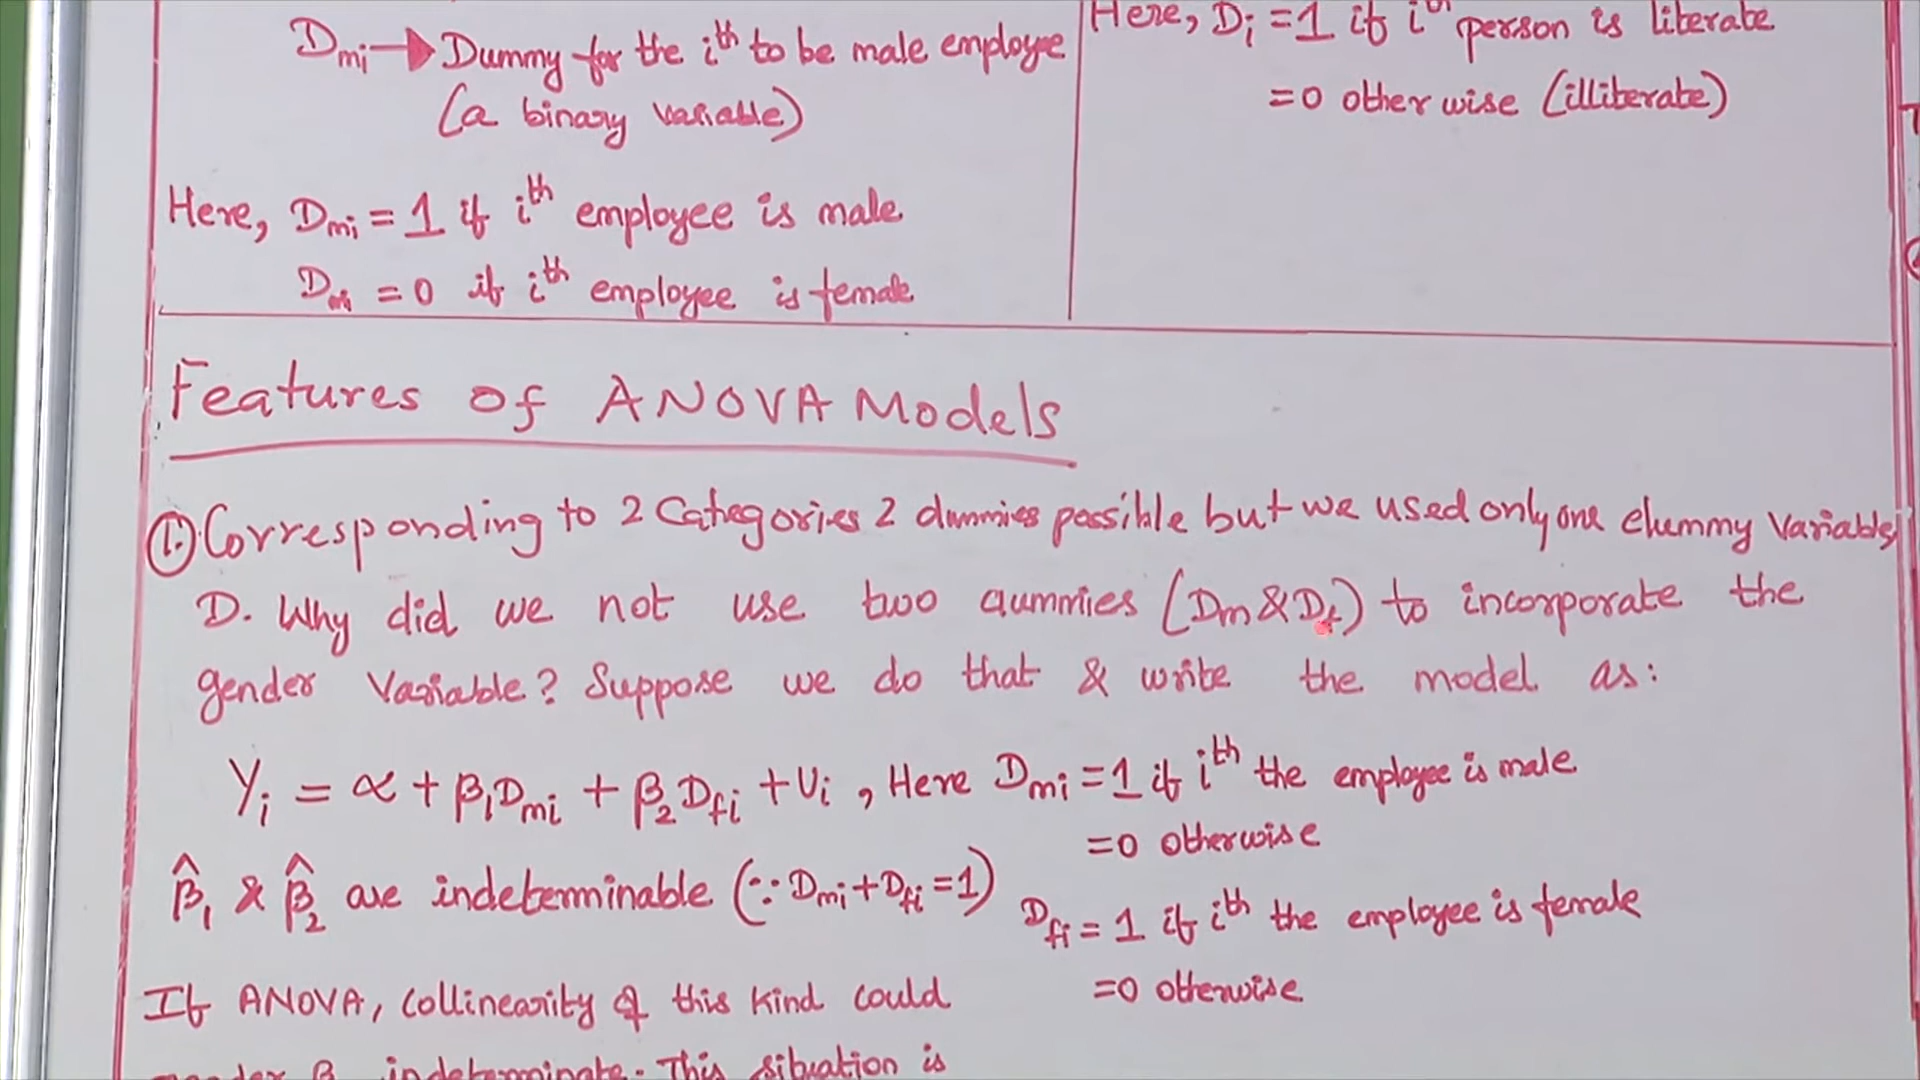 Dmi → Dummy for the ith to be male employe
(a binary variable)
Here, Dmi = 1 if ith employee is male
Dmi = 0 if ith employee is female
Here, Di = 1 if ith person is literate
= 0 otherwise (illiterate)
Features of ANOVA Models
① Corresponding to 2 Categories 2 dummies possible but we used only one dummy variable,
D. Why did we not use two dummies (Dm & Df) to incorporate the
gender variable? Suppose we do that & write the model as:
Yi = α + β1Dmi + β2Dfi + Ui , Here Dmi = 1 if ith the employee is male
= 0 otherwise
β̂1 & β̂2 are indeterminable (∵ Dmi + Dfi = 1)
Dfi = 1 if ith the employee is female
= 0 otherwise
If ANOVA, collinearity of this kind could
β indeterminate. This situation is